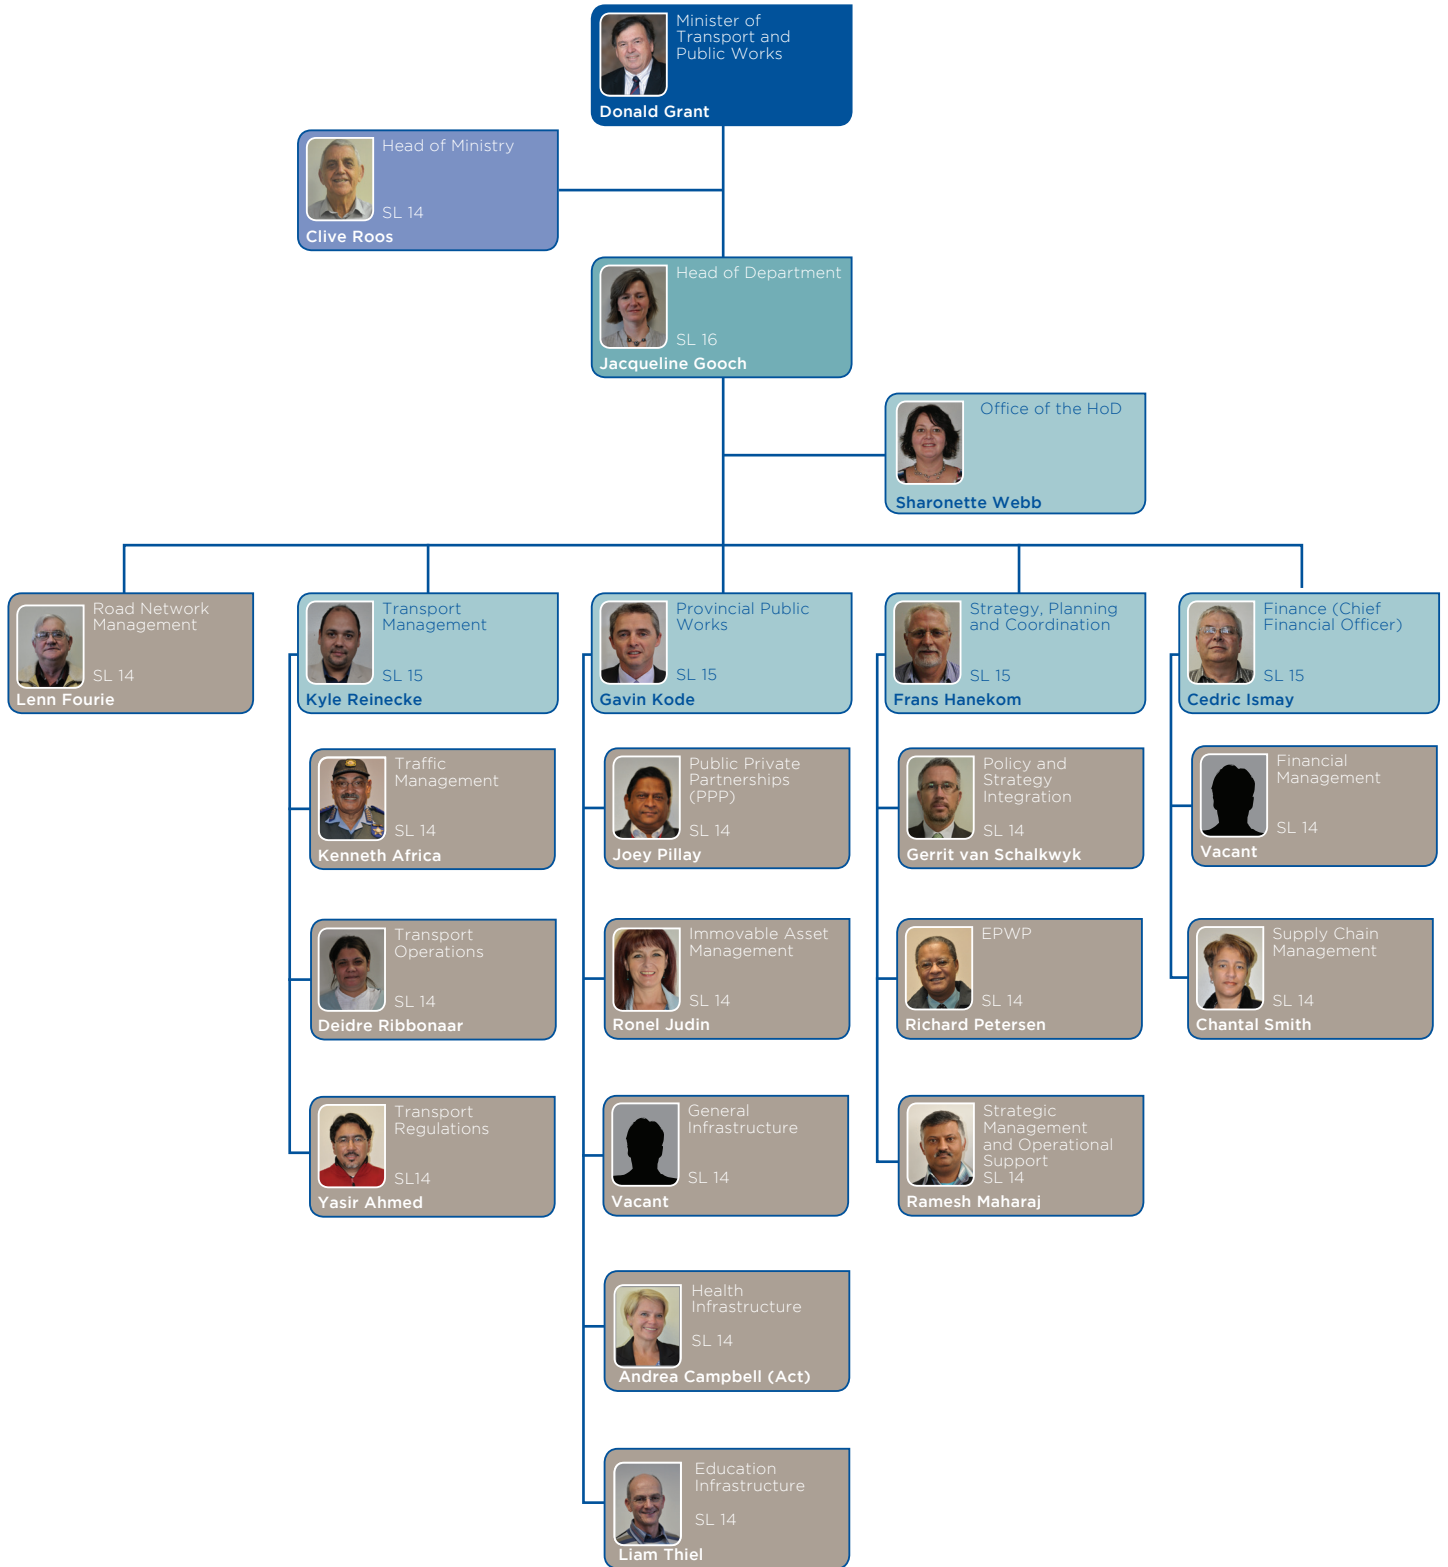 Minister of
Transport and
Public Works
Donald Grant
Head of Ministry
SL 14
Clive Roos
Head of Department
SL 16
Jacqueline Gooch
Office of the HoD
Sharonette Webb
Road Network
Management
SL 14
Lenn Fourie
Transport
Management
SL 15
Kyle Reinecke
Provincial Public
Works
SL 15
Gavin Kode
Strategy, Planning
and Coordination
SL 15
Frans Hanekom
Finance (Chief
Financial Officer)
SL 15
Cedric Ismay
Traffic
Management
SL 14
Kenneth Africa
Public Private
Partnerships
(PPP)
SL 14
Joey Pillay
Policy and
Strategy
Integration
SL 14
Gerrit van Schalkwyk
Financial
Management
SL 14
Vacant
Transport
Operations
SL 14
Deidre Ribbonaar
Immovable Asset
Management
SL 14
Ronel Judin
EPWP
SL 14
Richard Petersen
Supply Chain
Management
SL 14
Chantal Smith
Transport
Regulations
SL14
Yasir Ahmed
General
Infrastructure
SL 14
Vacant
Strategic
Management
and Operational
Support
SL 14
Ramesh Maharaj
Health
Infrastructure
SL 14
Andrea Campbell (Act)
Education
Infrastructure
SL 14
Liam Thiel